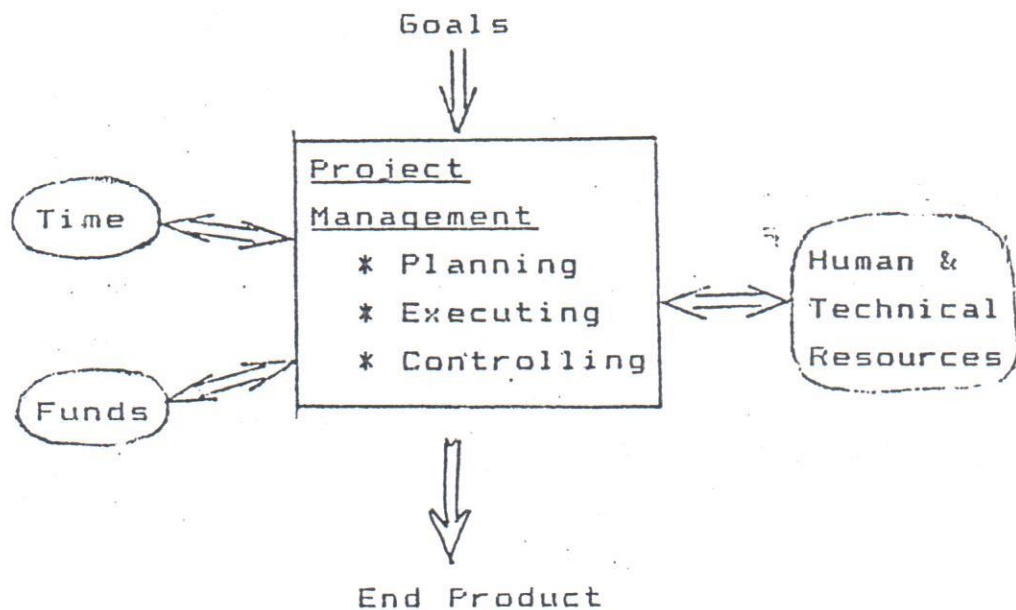 Goals
Project
Management
* Planning
* Executing
* Controlling
Time
Funds
Human &
Technical
Resources
End Product